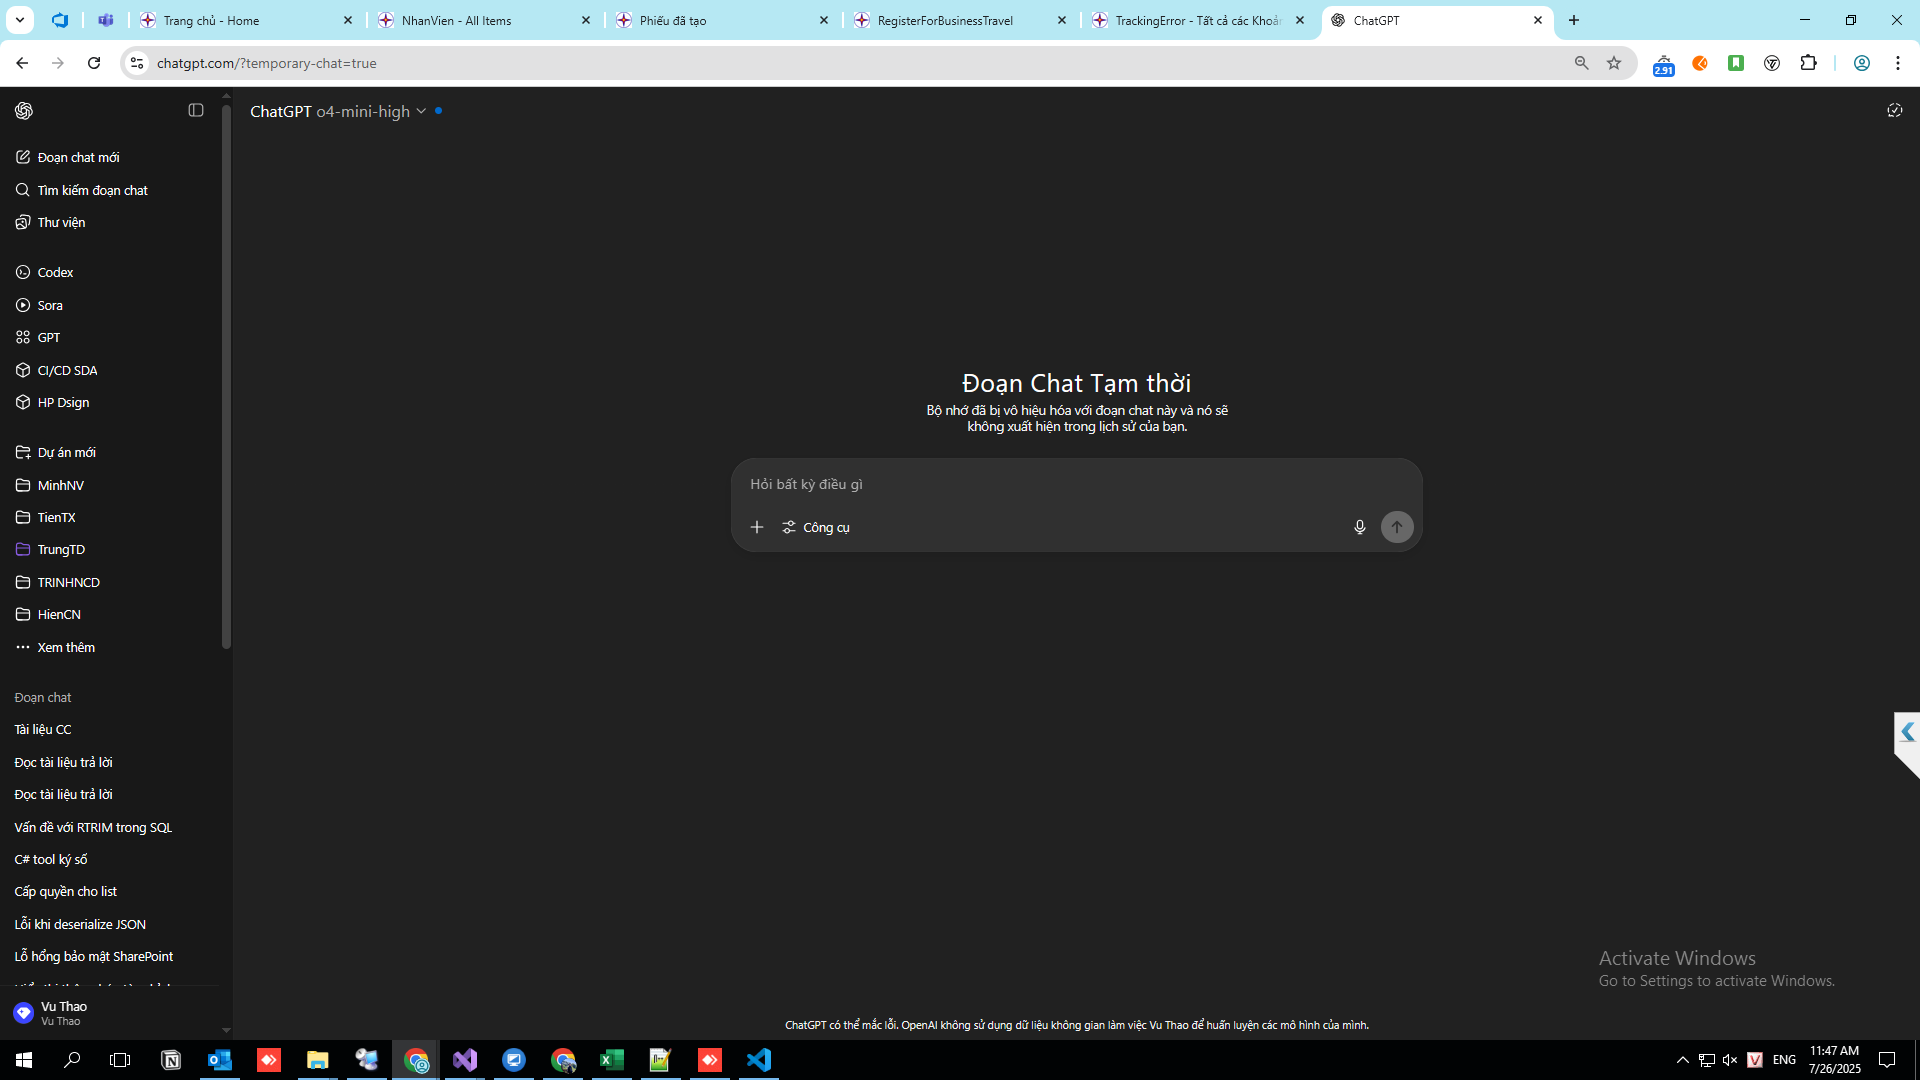 Trang chủ - Home
NhanVien - All Items
Phiếu đã tạo
RegisterForBusinessTravel
TrackingError - Tất cả các Khoản
ChatGPT
chatgpt.com/?temporary-chat=true
2.91
ChatGPT o4-mini-high
Đoạn chat mới
Tìm kiếm đoạn chat
Thư viện
Codex
Sora
GPT
CI/CD SDA
HP Dsign
Dự án mới
MinhNV
TienTX
TrungTD
TRINHNCD
HienCN
Xem thêm
Đoạn chat
Tài liệu CC
Đọc tài liệu trả lời
Đọc tài liệu trả lời
Vấn đề với RTRIM trong SQL
C# tool ký số
Cấp quyền cho list
Lỗi khi deserialize JSON
Lỗ hổng bảo mật SharePoint
Vu Thao
Vu Thao
Đoạn Chat Tạm thời
Bộ nhớ đã bị vô hiệu hóa với đoạn chat này và nó sẽ
không xuất hiện trong lịch sử của bạn.
Hỏi bất kỳ điều gì
Công cụ
Activate Windows
Go to Settings to activate Windows.
ChatGPT có thể mắc lỗi. OpenAI không sử dụng dữ liệu không gian làm việc Vu Thao để huấn luyện các mô hình của mình.
ENG
11:47 AM
7/26/2025